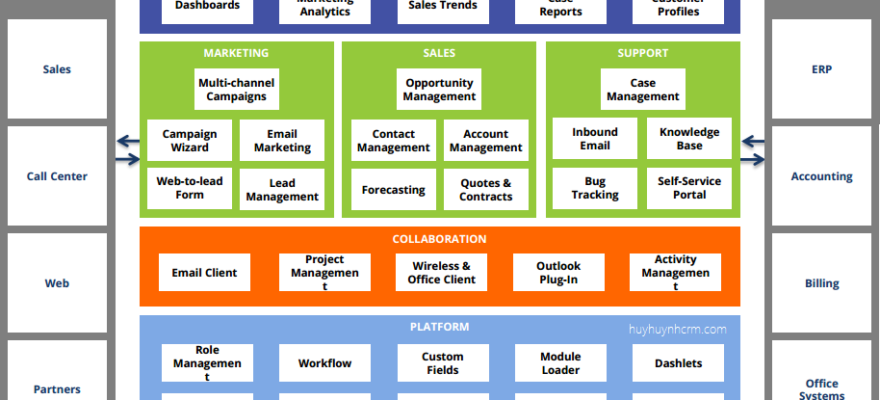 Dashboards
Marketing
Analytics
Sales Trends
Case
Reports
Customer
Profiles
Sales
Call Center
Web
Partners
MARKETING
Multi-channel
Campaigns
Campaign
Wizard
Email
Marketing
Web-to-lead
Form
Lead
Management
SALES
Opportunity
Management
Contact
Management
Account
Management
Forecasting
Quotes &
Contracts
SUPPORT
Case
Management
Inbound
Email
Knowledge
Base
Bug
Tracking
Self-Service
Portal
COLLABORATION
Email Client
Project
Managemen
t
Wireless &
Office Client
Outlook
Plug-In
Activity
Managemen
t
PLATFORM
huyhuynhcrm.com
Role
Managemen
t
Workflow
Custom
Fields
Module
Loader
Dashlets
ERP
Accounting
Billing
Office
Systems